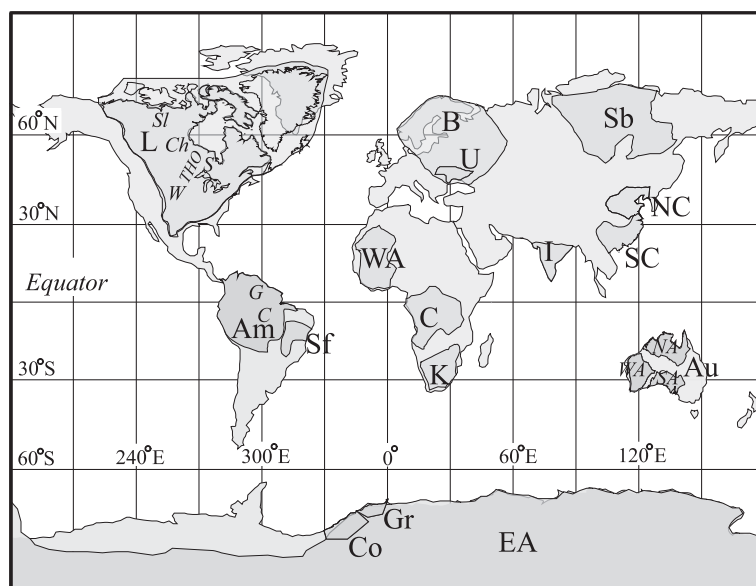 60°N
Sl
L
Ch
THO
S
W
B
U
Sb
30°N
NC
SC
WA
I
Equator
G
C
Am
Sf
C
K
NA
WA
SA
Au
30°S
60°S
240°E
300°E
0°
60°E
120°E
Gr
Co
EA